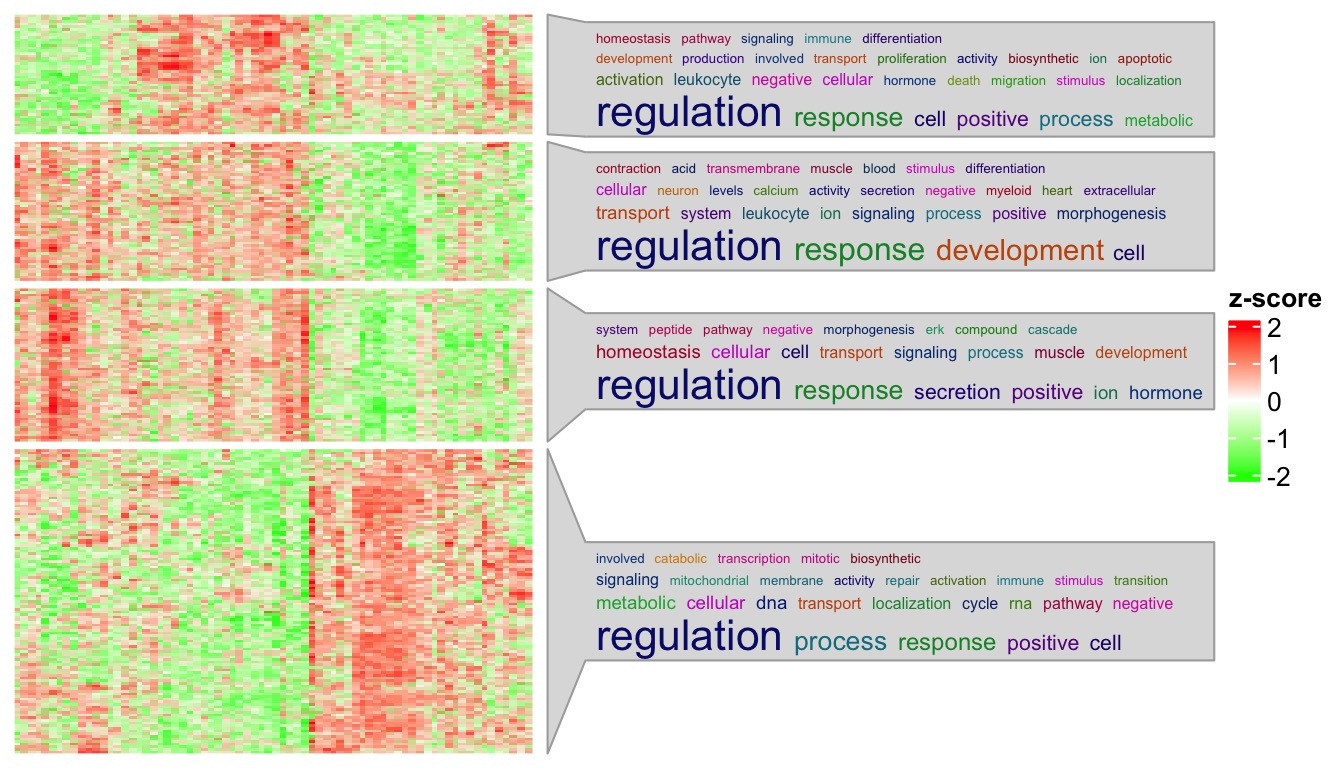 homeostasis pathway signaling immune differentiation
development production involved transport proliferation activity biosynthetic ion apoptotic
activation leukocyte negative cellular hormone death migration stimulus localization
regulation response cell positive process metabolic
contraction acid transmembrane muscle blood stimulus differentiation
cellular neuron levels calcium activity secretion negative myeloid heart extracellular
transport system leukocyte ion signaling process positive morphogenesis
regulation response development cell
system peptide pathway negative morphogenesis erk compound cascade
homeostasis cellular cell transport signaling process muscle development
regulation response secretion positive ion hormone
involved catabolic transcription mitotic biosynthetic
signaling mitochondrial membrane activity repair activation immune stimulus transition
metabolic cellular dna transport localization cycle rna pathway negative
regulation process response positive cell
z-score
2
1
0
-1
-2